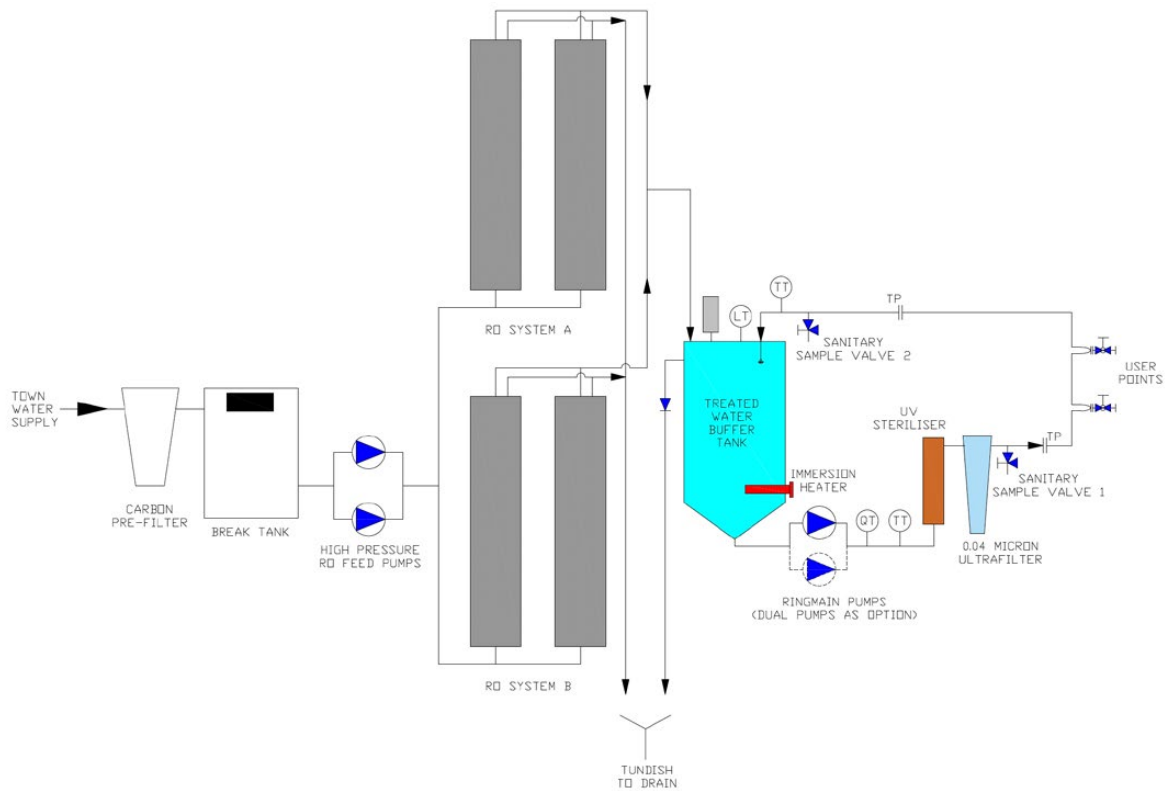 TOWN
WATER
SUPPLY
CARBON
PRE-FILTER
BREAK TANK
HIGH PRESSURE
RO FEED PUMPS
RO SYSTEM A
RO SYSTEM B
TUNDISH
TO DRAIN
LT
TT
TREATED
WATER
BUFFER
TANK
IMMERSION
HEATER
RINGMAIN PUMPS
(DUAL PUMPS AS OPTION)
QT
TT
UV
STERILISER
0.04 MICRON
ULTRAFILTER
SANITARY
SAMPLE VALVE 1
TP
USER
POINTS
TP
SANITARY
SAMPLE VALVE 2